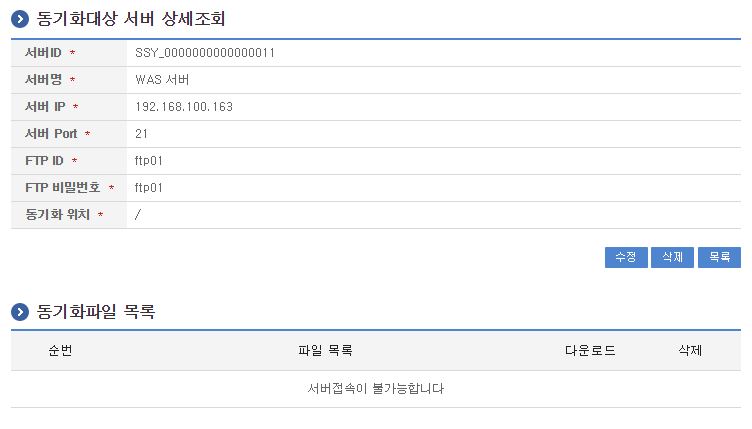 동기화대상 서버 상세조회
서버ID * SSY_0000000000000011
서버명 * WAS 서버
서버 IP * 192.168.100.163
서버 Port * 21
FTP ID * ftp01
FTP 비밀번호 * ftp01
동기화 위치 * /
수정 삭제 목록
동기화파일 목록
순번 파일 목록 다운로드 삭제
서버접속이 불가능합니다